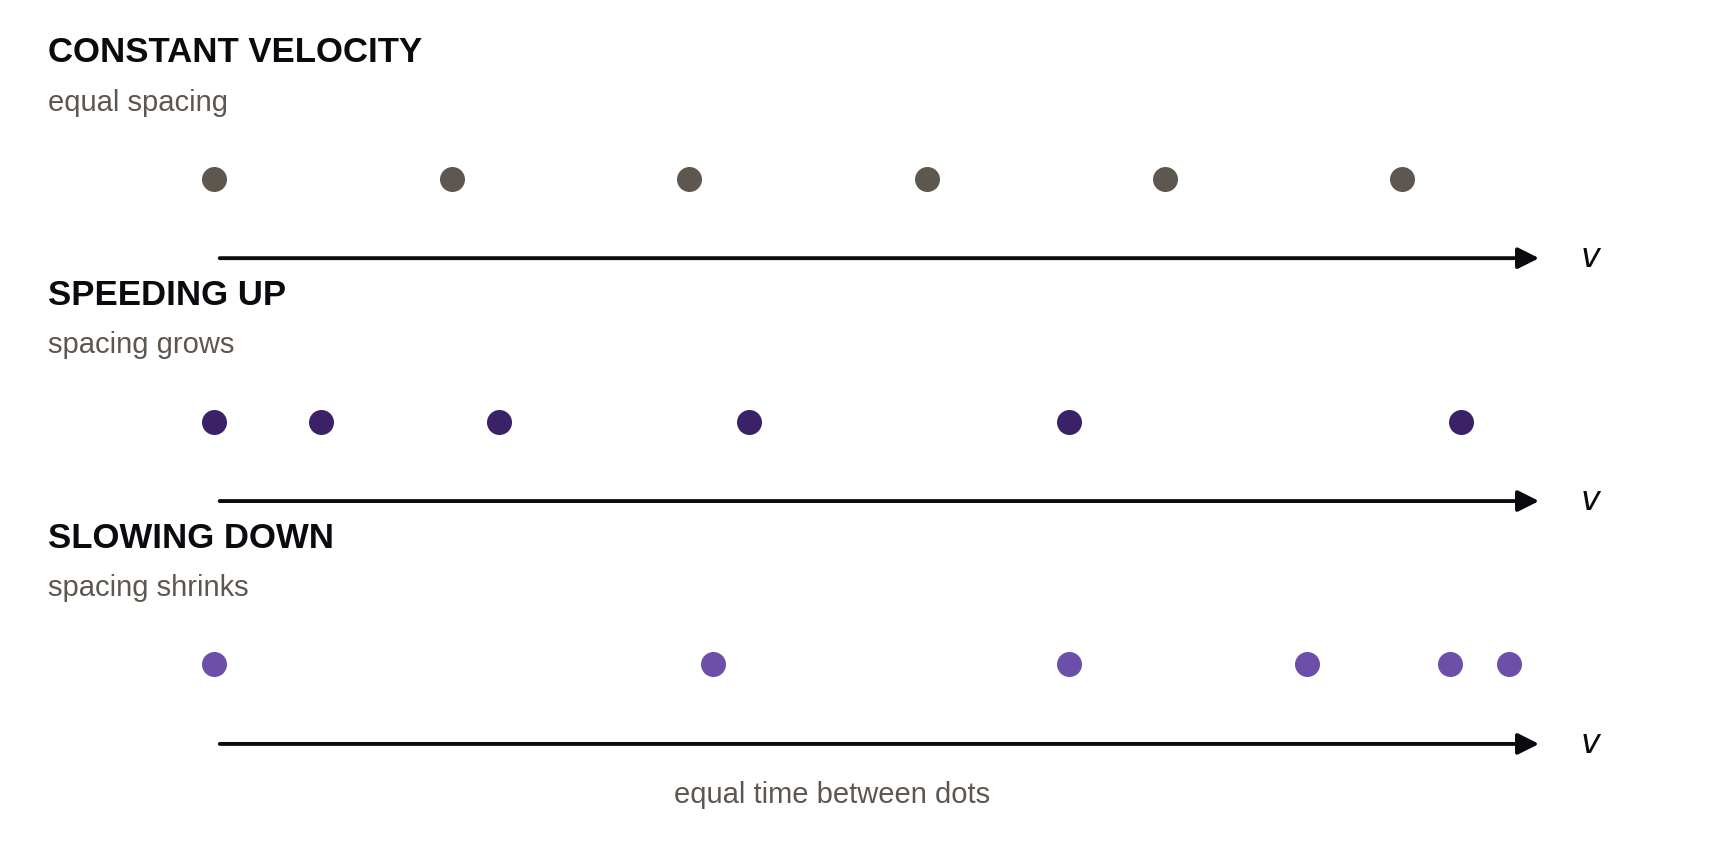 CONSTANT VELOCITY
equal spacing
v
SPEEDING UP
spacing grows
v
SLOWING DOWN
spacing shrinks
v
equal time between dots